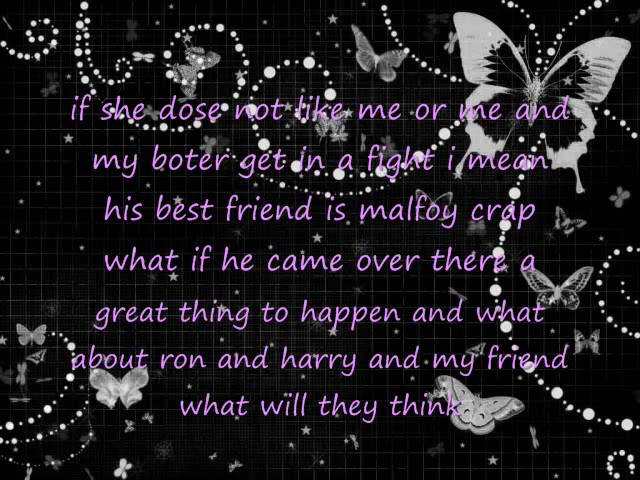 if she dose not like me or me and
my boter get in a fight i mean
his best friend is malfoy crap
what if he came over there a
great thing to happen and what
about ron and harry and my friend
what will they think